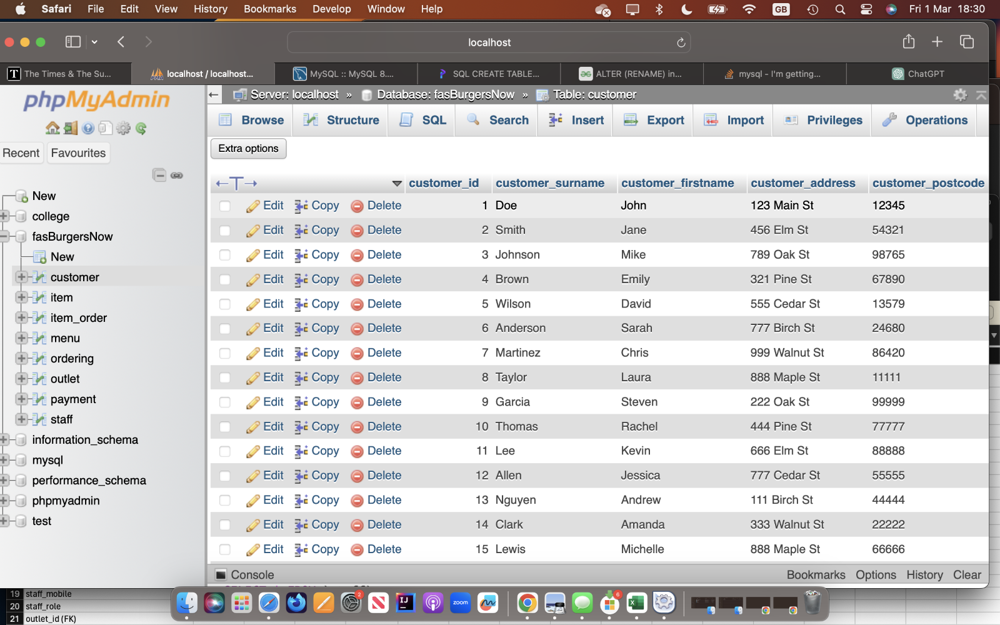 Safari File Edit View History Bookmarks Develop Window Help GB Fri 1 Mar 18:30
localhost
T The Times & The Su... localhost / localhost... MySQL :: MySQL 8.... SQL CREATE TABLE... ALTER (RENAME) in... mysql - I'm getting... ChatGPT
phpMyAdmin
Recent Favourites
New
college
fasBurgersNow
New
customer
item
item_order
menu
ordering
outlet
payment
staff
information_schema
mysql
performance_schema
phpmyadmin
test
Server: localhost » Database: fasBurgersNow » Table: customer
Browse Structure SQL Search Insert Export Import Privileges Operations
Extra options
←T→ customer_id customer_surname customer_firstname customer_address customer_postcode
Edit Copy Delete 1 Doe John 123 Main St 12345
Edit Copy Delete 2 Smith Jane 456 Elm St 54321
Edit Copy Delete 3 Johnson Mike 789 Oak St 98765
Edit Copy Delete 4 Brown Emily 321 Pine St 67890
Edit Copy Delete 5 Wilson David 555 Cedar St 13579
Edit Copy Delete 6 Anderson Sarah 777 Birch St 24680
Edit Copy Delete 7 Martinez Chris 999 Walnut St 86420
Edit Copy Delete 8 Taylor Laura 888 Maple St 11111
Edit Copy Delete 9 Garcia Steven 222 Oak St 99999
Edit Copy Delete 10 Thomas Rachel 444 Pine St 77777
Edit Copy Delete 11 Lee Kevin 666 Elm St 88888
Edit Copy Delete 12 Allen Jessica 777 Cedar St 55555
Edit Copy Delete 13 Nguyen Andrew 111 Birch St 44444
Edit Copy Delete 14 Clark Amanda 333 Walnut St 22222
Edit Copy Delete 15 Lewis Michelle 888 Maple St 66666
Console Bookmarks Options History Clear
19 staff_mobile
20 staff_role
21 outlet_id (FK)
2 IJ zoom 6